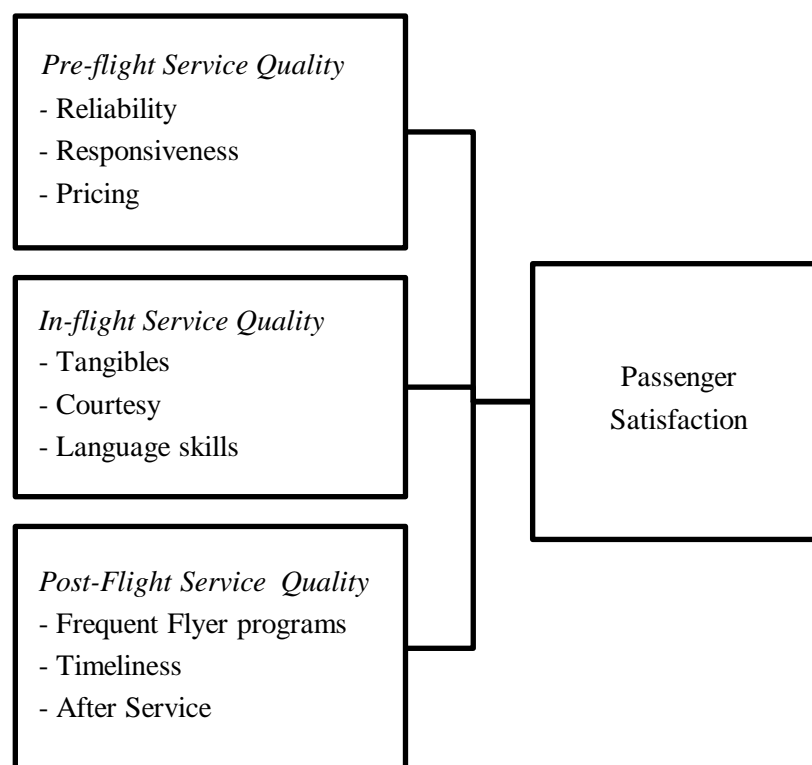 Pre-flight Service Quality
- Reliability
- Responsiveness
- Pricing
In-flight Service Quality
- Tangibles
- Courtesy
- Language skills
Post-Flight Service Quality
- Frequent Flyer programs
- Timeliness
- After Service
Passenger
Satisfaction